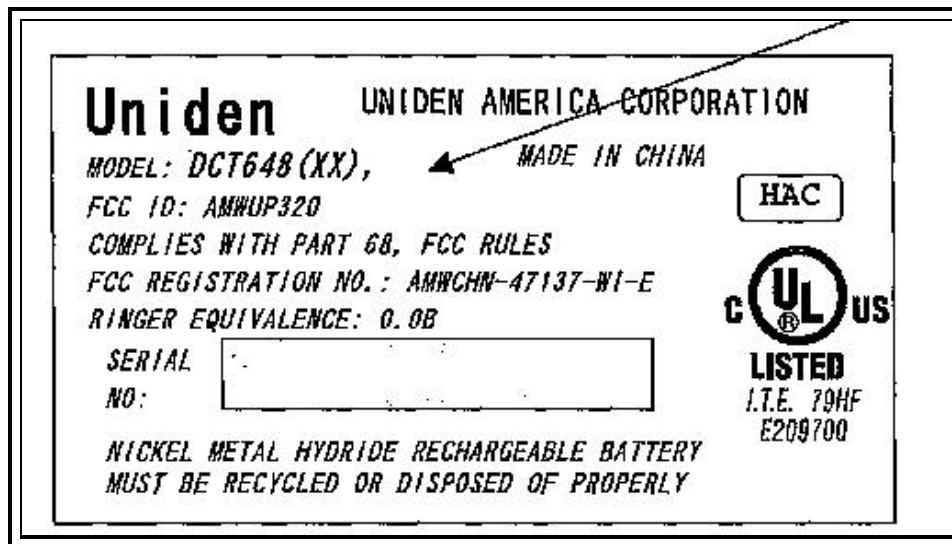 Uniden UNIDEN AMERICA CORPORATION
MODEL: DCT648(XX), MADE IN CHINA
FCC ID: AMWUP320
HAC
COMPLIES WITH PART 68, FCC RULES
FCC REGISTRATION NO.: AMWCHN-47137-WI-E
RINGER EQUIVALENCE: 0.0B
C UL ® US
LISTED
I.T.E. 79HF
E209700
SERIAL
NO:
NICKEL METAL HYDRIDE RECHARGEABLE BATTERY
MUST BE RECYCLED OR DISPOSED OF PROPERLY